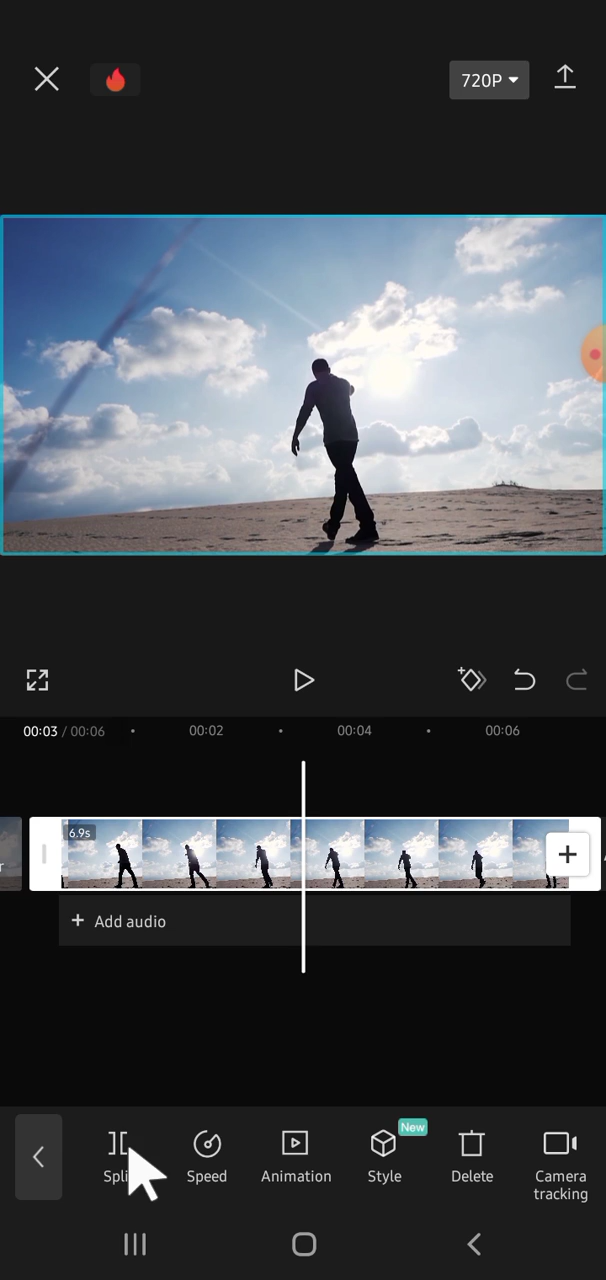 720P
00:03 / 00:06
00:02
00:04
00:06
6.9s
Add audio
New
Speed
Animation
Style
Delete
Camera
tracking